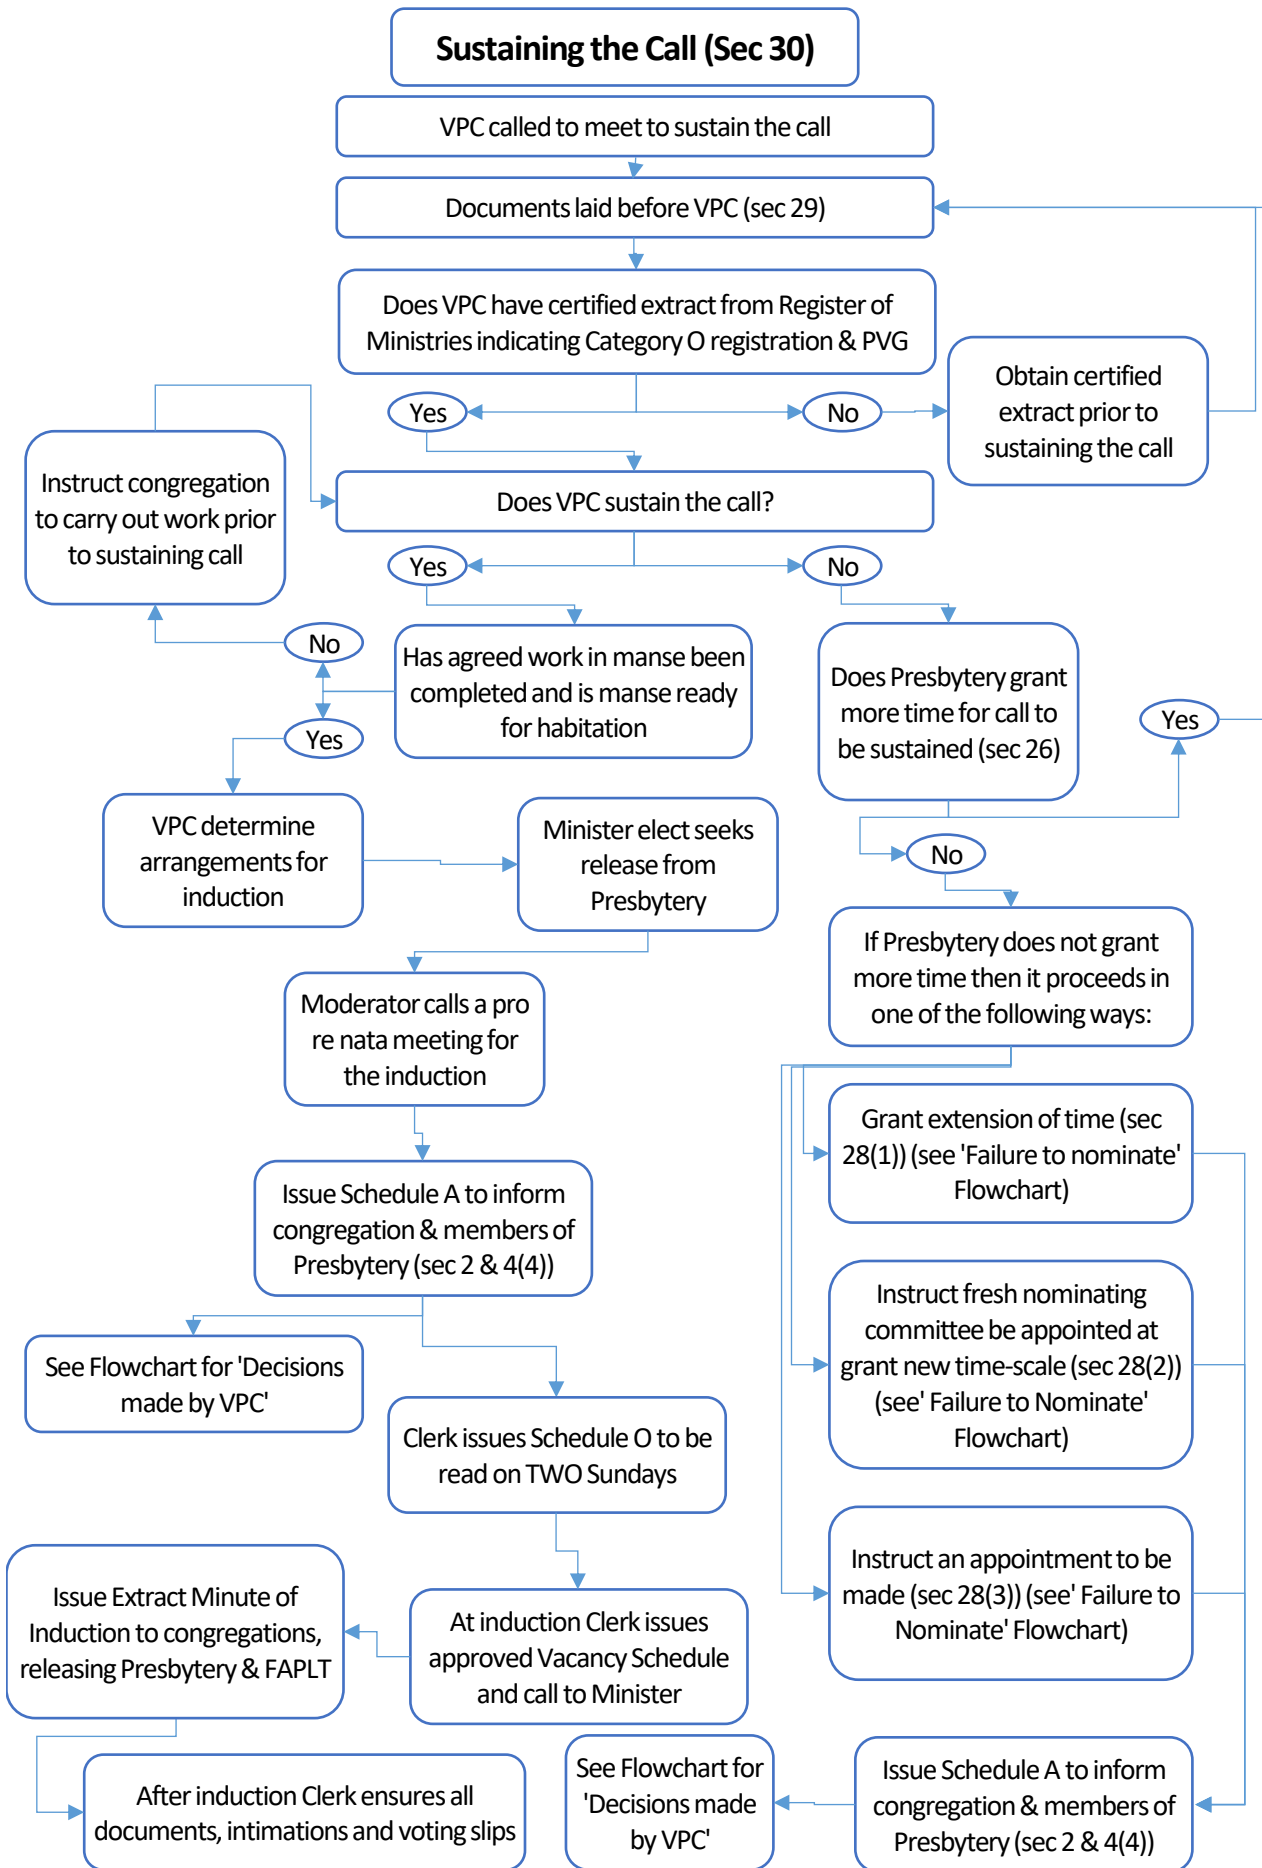 Sustaining the Call (Sec 30)
VPC called to meet to sustain the call
Documents laid before VPC (sec 29)
Does VPC have certified extract from Register of
Ministries indicating Category O registration & PVG
Yes
No
Obtain certified
extract prior to
sustaining the call
Instruct congregation
to carry out work prior
to sustaining call
Does VPC sustain the call?
Yes
No
No
Has agreed work in manse been
completed and is manse ready
for habitation
Yes
Does Presbytery grant
more time for call to
be sustained (sec 26)
Yes
No
VPC determine
arrangements for
induction
Minister elect seeks
release from
Presbytery
If Presbytery does not grant
more time then it proceeds in
one of the following ways:
Moderator calls a pro
re nata meeting for
the induction
Grant extension of time (sec
28(1)) (see 'Failure to nominate'
Flowchart)
Issue Schedule A to inform
congregation & members of
Presbytery (sec 2 & 4(4))
Instruct fresh nominating
committee be appointed at
grant new time-scale (sec 28(2))
(see' Failure to Nominate'
Flowchart)
See Flowchart for 'Decisions
made by VPC'
Clerk issues Schedule O to be
read on TWO Sundays
Instruct an appointment to be
made (sec 28(3)) (see' Failure to
Nominate' Flowchart)
Issue Extract Minute of
Induction to congregations,
releasing Presbytery & FAPLT
At induction Clerk issues
approved Vacancy Schedule
and call to Minister
After induction Clerk ensures all
documents, intimations and voting slips
See Flowchart for
'Decisions made
by VPC'
Issue Schedule A to inform
congregation & members of
Presbytery (sec 2 & 4(4))